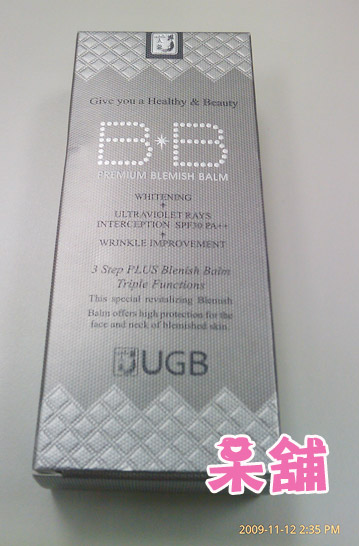 Give you a Healthy & Beauty
B*B
PREMIUM BLEMISH BALM
WHITENING
+
ULTRAVIOLET RAYS
INTERCEPTION SPF30 PA++
+
WRINKLE IMPROVEMENT
3 Step PLUS Blenish Balm
Triple Functions
This special revitalizing Blemish
Balm offers high protection for the
face and neck of blemished skin.
UGB
呆舖
2009-11-12 2:35 PM